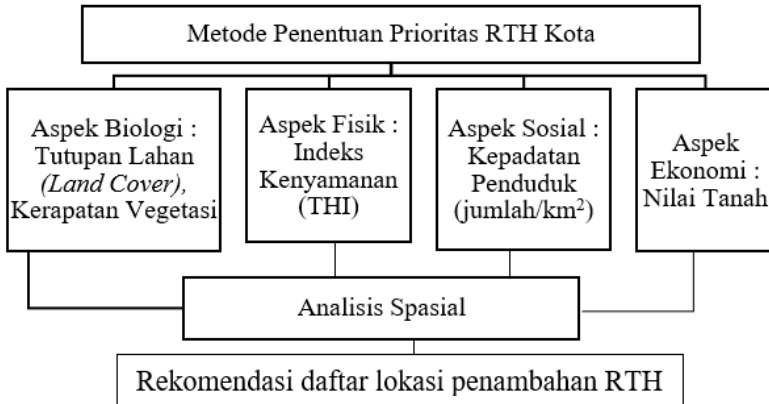 Metode Penentuan Prioritas RTH Kota
Aspek Biologi :
Tutupan Lahan
(Land Cover),
Kerapatan Vegetasi
Aspek Fisik :
Indeks
Kenyamanan
(THI)
Aspek Sosial :
Kepadatan
Penduduk
(jumlah/km²)
Aspek
Ekonomi :
Nilai Tanah
Analisis Spasial
Rekomendasi daftar lokasi penambahan RTH